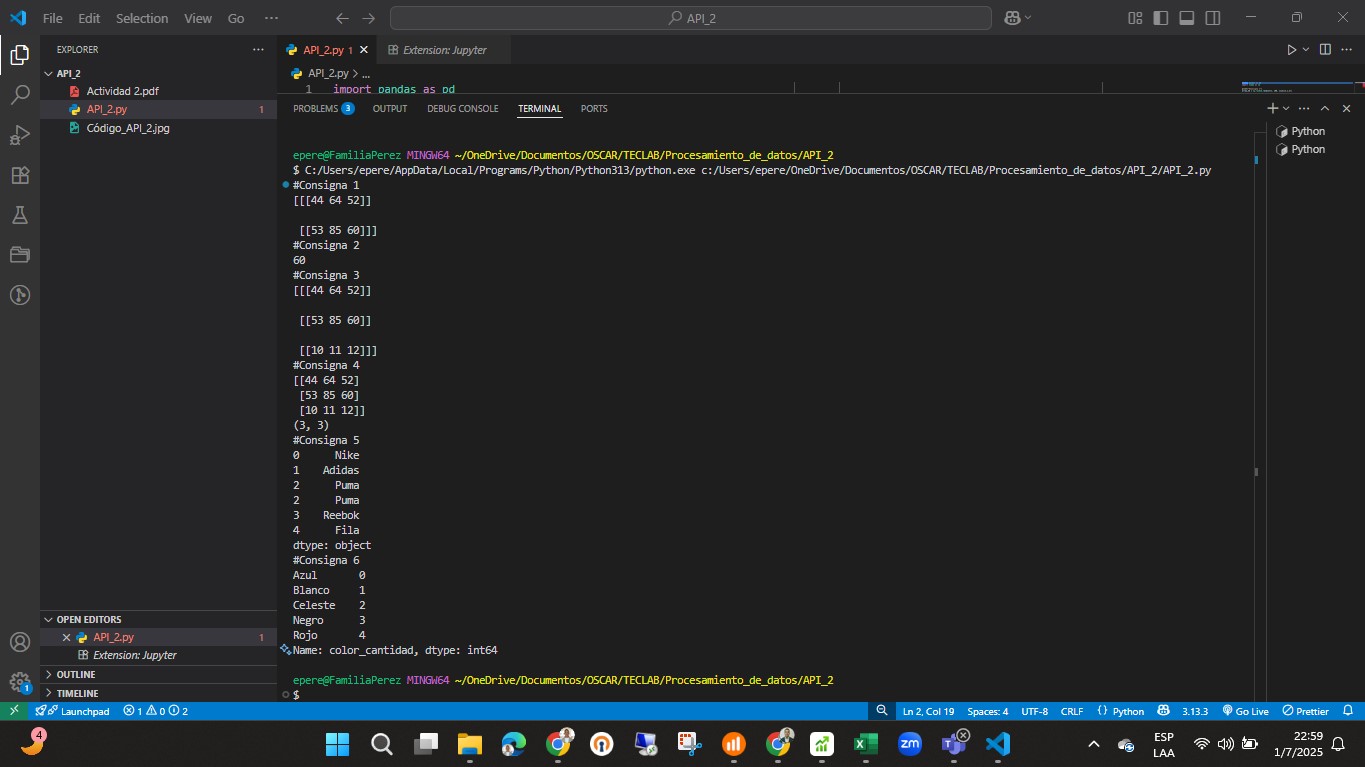 File Edit Selection View Go ··· API_2
EXPLORER ···
API_2
Actividad 2.pdf
API_2.py 1
Código_API_2.jpg
OPEN EDITORS
API_2.py 1
Extension: Jupyter
OUTLINE
TIMELINE
API_2.py 1 Extension: Jupyter
API_2.py > ...
1 import pandas as pd
PROBLEMS 3 OUTPUT DEBUG CONSOLE TERMINAL PORTS
epere@FamiliaPerez MINGW64 ~/OneDrive/Documentos/OSCAR/TECLAB/Procesamiento_de_datos/API_2
$ C:/Users/epere/AppData/Local/Programs/Python/Python313/python.exe c:/Users/epere/OneDrive/Documentos/OSCAR/TECLAB/Procesamiento_de_datos/API_2/API_2.py
#Consigna 1
[[[44 64 52]]
[[53 85 60]]]
#Consigna 2
60
#Consigna 3
[[[44 64 52]]
[[53 85 60]]
[[10 11 12]]]
#Consigna 4
[[44 64 52]
[53 85 60]
[10 11 12]]
(3, 3)
#Consigna 5
0 Nike
1 Adidas
2 Puma
2 Puma
3 Reebok
4 Fila
dtype: object
#Consigna 6
Azul 0
Blanco 1
Celeste 2
Negro 3
Rojo 4
Name: color_cantidad, dtype: int64
epere@FamiliaPerez MINGW64 ~/OneDrive/Documentos/OSCAR/TECLAB/Procesamiento_de_datos/API_2
$
Python
Python
1
Launchpad 1 0 2 Ln 2, Col 19 Spaces: 4 UTF-8 CRLF {} Python 3.13.3 Go Live Prettier
4
zm
ESP
LAA
22:59
1/7/2025